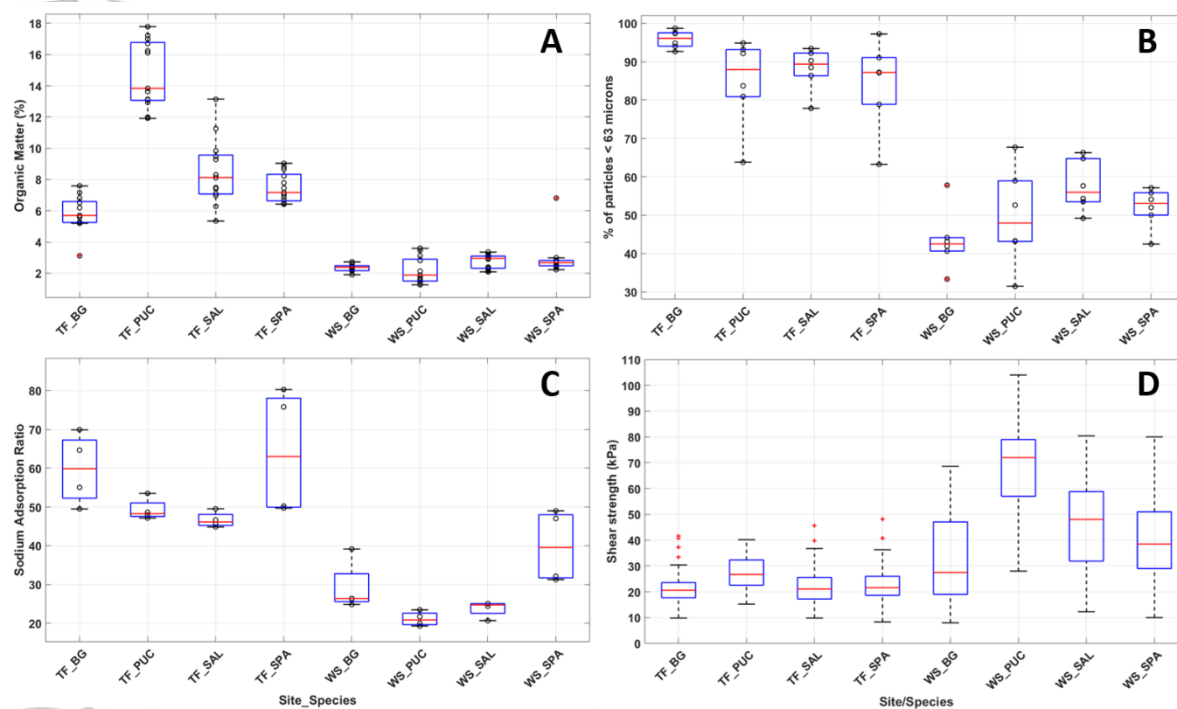 A
Organic Matter (%)
18
16
14
12
10
8
6
4
2
TF_BG
TF_PUC
TF_SAL
TF_SPA
WS_BG
WS_PUC
WS_SAL
WS_SPA
B
% of particles < 63 microns
100
90
80
70
60
50
40
30
TF_BG
TF_PUC
TF_SAL
TF_SPA
WS_BG
WS_PUC
WS_SAL
WS_SPA
C
Sodium Adsorption Ratio
80
70
60
50
40
30
20
TF_BG
TF_PUC
TF_SAL
TF_SPA
WS_BG
WS_PUC
WS_SAL
WS_SPA
Site_Species
D
Shear strength (kPa)
110
100
90
80
70
60
50
40
30
20
10
0
TF_BG
TF_PUC
TF_SAL
TF_SPA
WS_BG
WS_PUC
WS_SAL
WS_SPA
Site/Species